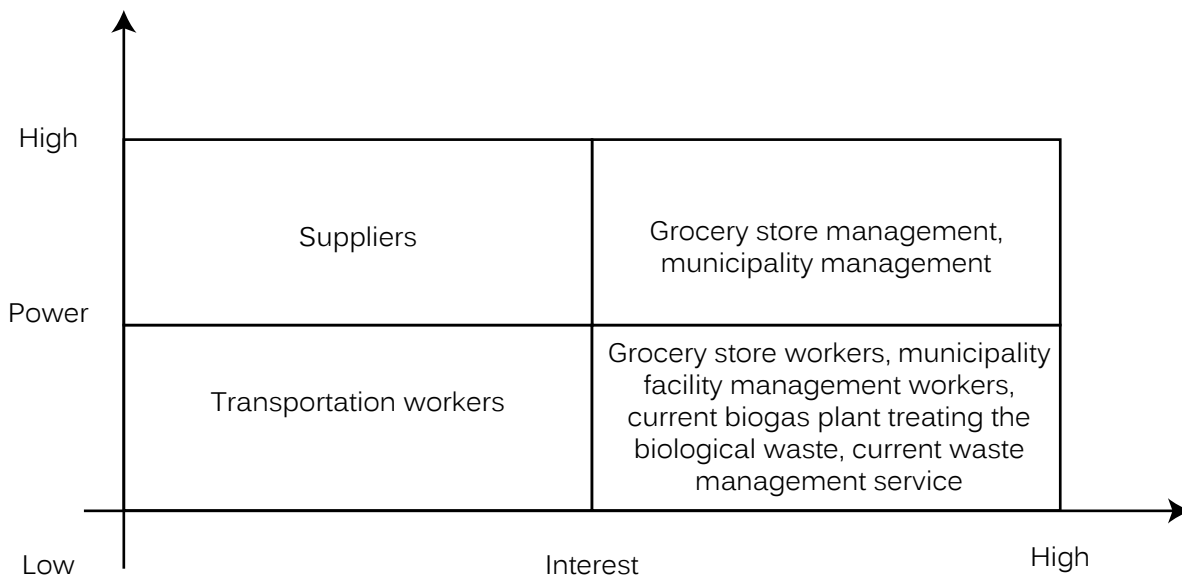 High
Suppliers
Grocery store management,
municipality management
Power
Transportation workers
Grocery store workers, municipality
facility management workers,
current biogas plant treating the
biological waste, current waste
management service
Low
Interest
High